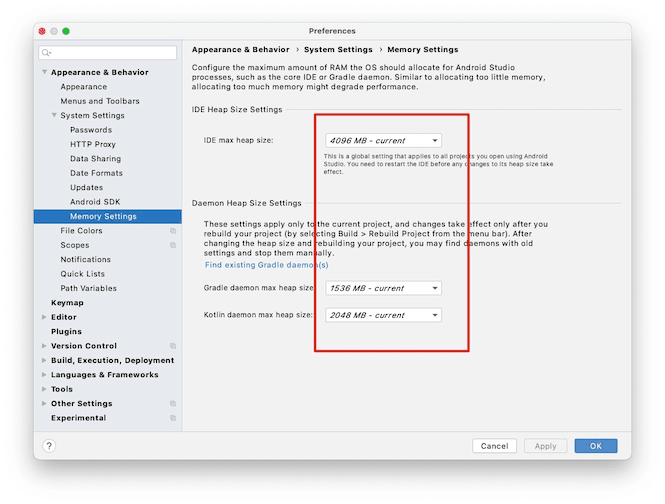 Preferences
Appearance & Behavior › System Settings › Memory Settings
Configure the maximum amount of RAM the OS should allocate for Android Studio
processes, such as the core IDE or Gradle daemon. Similar to allocating too little memory,
allocating too much memory might degrade performance.
IDE Heap Size Settings
IDE max heap size:
4096 MB - current
This is a global setting that applies to all projects you open using Android
Studio. You need to restart the IDE before any changes to its heap size take
effect.
Daemon Heap Size Settings
These settings apply only to the current project, and changes take effect only after you
rebuild your project (by selecting Build > Rebuild Project from the menu bar). After
changing the heap size and rebuilding your project, you may find daemons with old
settings and stop them manually.
Find existing Gradle daemon(s)
Gradle daemon max heap size:
1536 MB - current
Kotlin daemon max heap size:
2048 MB - current
Appearance & Behavior
Appearance
Menus and Toolbars
System Settings
Passwords
HTTP Proxy
Data Sharing
Date Formats
Updates
Android SDK
Memory Settings
File Colors
Scopes
Notifications
Quick Lists
Path Variables
Keymap
Editor
Plugins
Version Control
Build, Execution, Deployment
Languages & Frameworks
Tools
Other Settings
Experimental
?
Cancel
Apply
OK